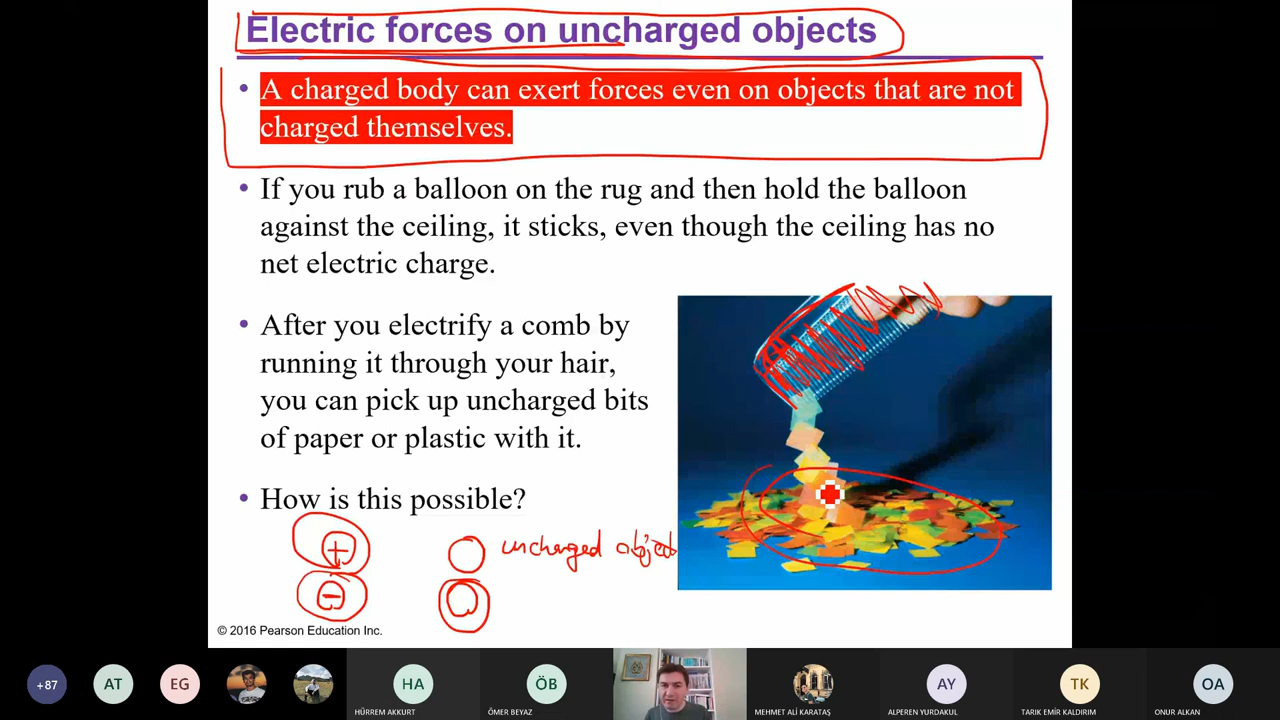 Electric forces on uncharged objects
• A charged body can exert forces even on objects that are not
charged themselves.
• If you rub a balloon on the rug and then hold the balloon
against the ceiling, it sticks, even though the ceiling has no
net electric charge.
• After you electrify a comb by
running it through your hair,
you can pick up uncharged bits
of paper or plastic with it.
• How is this possible?
+
uncharged object
-
© 2016 Pearson Education Inc.
+87
AT
EG
HA
HÜRREM AKKURT
ÖB
ÖMER BEYAZ
MEHMET ALİ KARATAŞ
AY
ALPEREN YURDAKUL
TK
TARIK EMİR KALDIRIM
OA
ONUR ALKAN